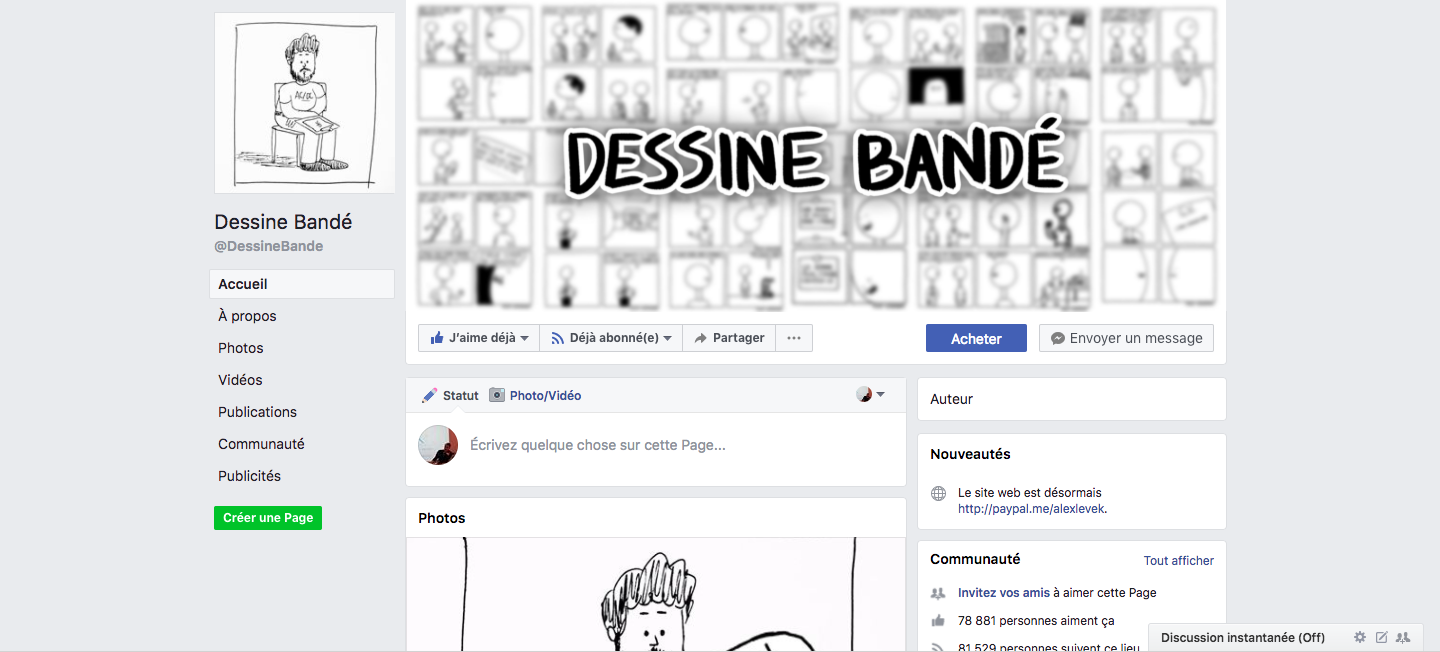 AC/DC
DESSINE BANDÉ
Dessine Bandé
@DessineBande
Accueil
À propos
Photos
Vidéos
Publications
Communauté
Publicités
Créer une Page
J'aime déjà
Déjà abonné(e)
Partager
Acheter
Envoyer un message
Statut
Photo/Vidéo
Écrivez quelque chose sur cette Page...
Photos
Auteur
Nouveautés
Le site web est désormais
http://paypal.me/alexlevek.
Communauté
Tout afficher
Invitez vos amis à aimer cette Page
78 881 personnes aiment ça
81 529 personnes suivent ce lieu
Discussion instantanée (Off)